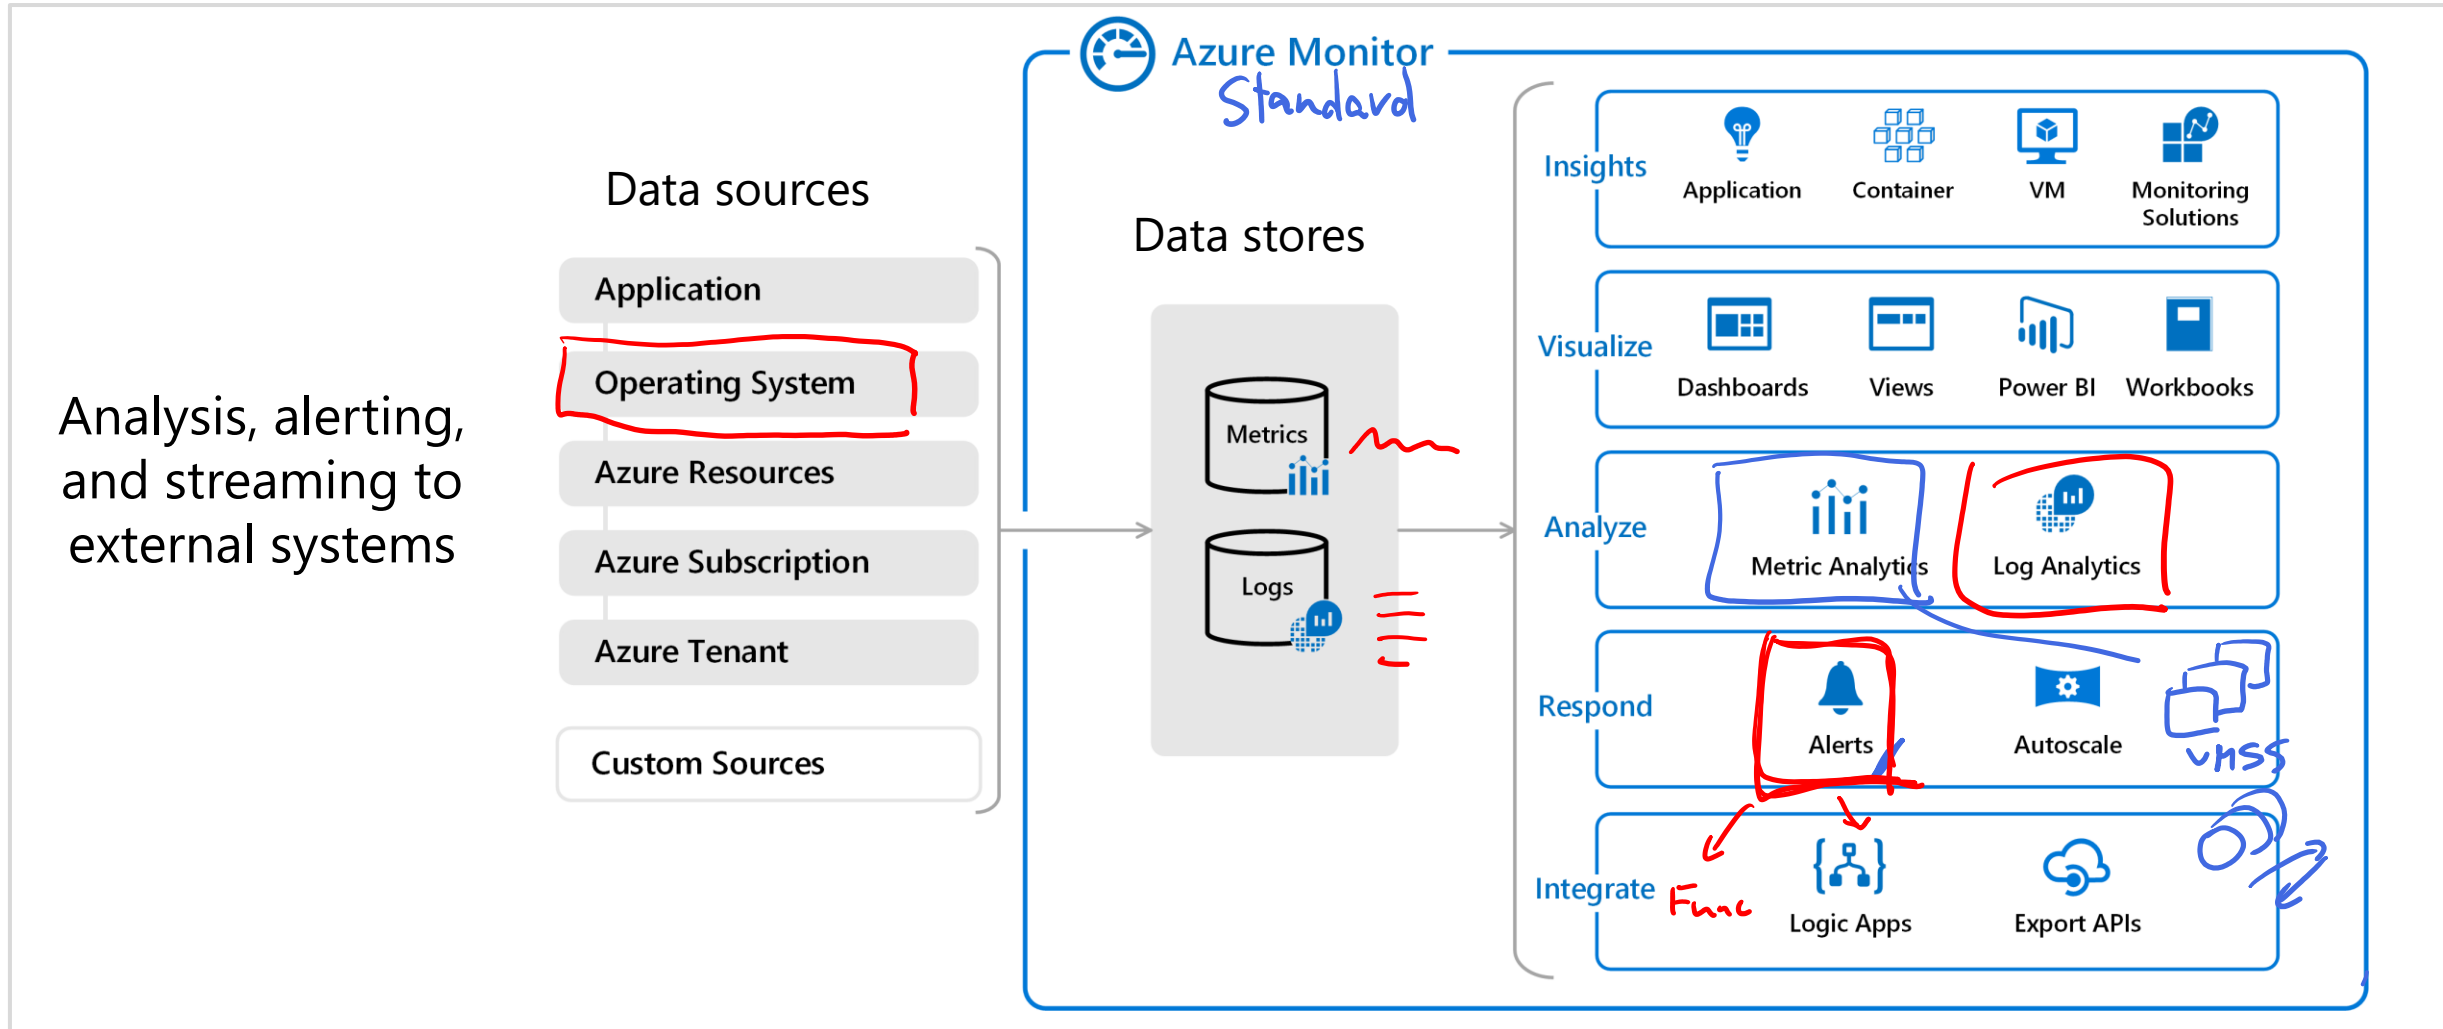 Azure Monitor
Standard
Analysis, alerting,
and streaming to
external systems
Data sources
Application
Operating System
Azure Resources
Azure Subscription
Azure Tenant
Custom Sources
Data stores
Metrics
Logs
Insights
Application
Container
VM
Monitoring
Solutions
Visualize
Dashboards
Views
Power BI
Workbooks
Analyze
Metric Analytics
Log Analytics
Respond
Alerts
Autoscale
VMSS
Integrate
Func
Logic Apps
Export APIs